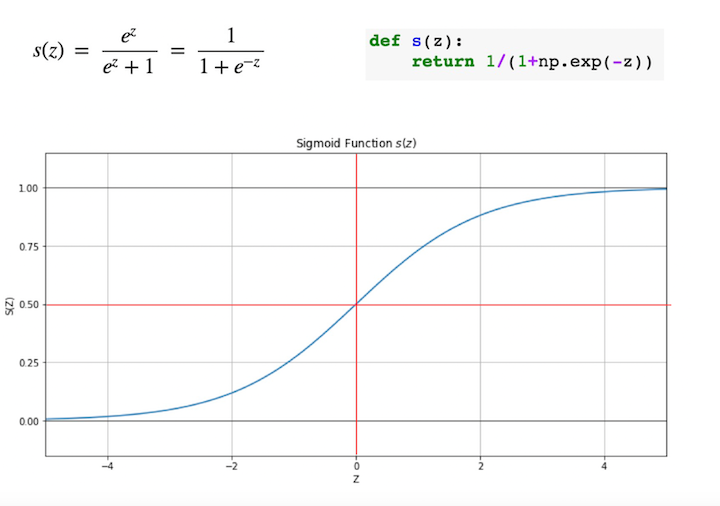 s(z) = e^z / (e^z + 1) = 1 / (1 + e^−z)
def s(z):
    return 1/(1+np.exp(-z))
Sigmoid Function s(z)
1.00
0.75
0.50
0.25
0.00
S(Z)
−4 −2 0 2 4
Z